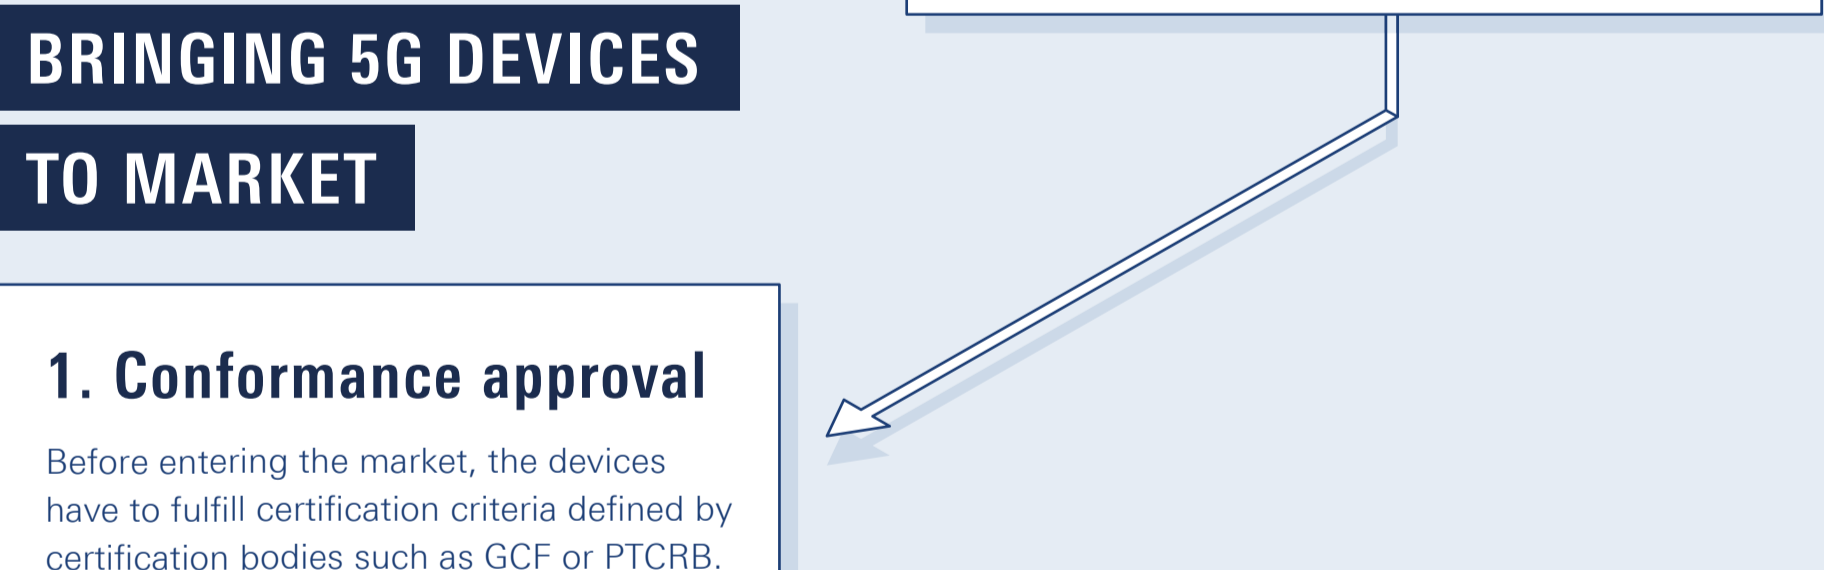 BRINGING 5G DEVICES
TO MARKET
1. Conformance approval
Before entering the market, the devices
have to fulfill certification criteria defined by
certification bodies such as GCF or PTCRB.